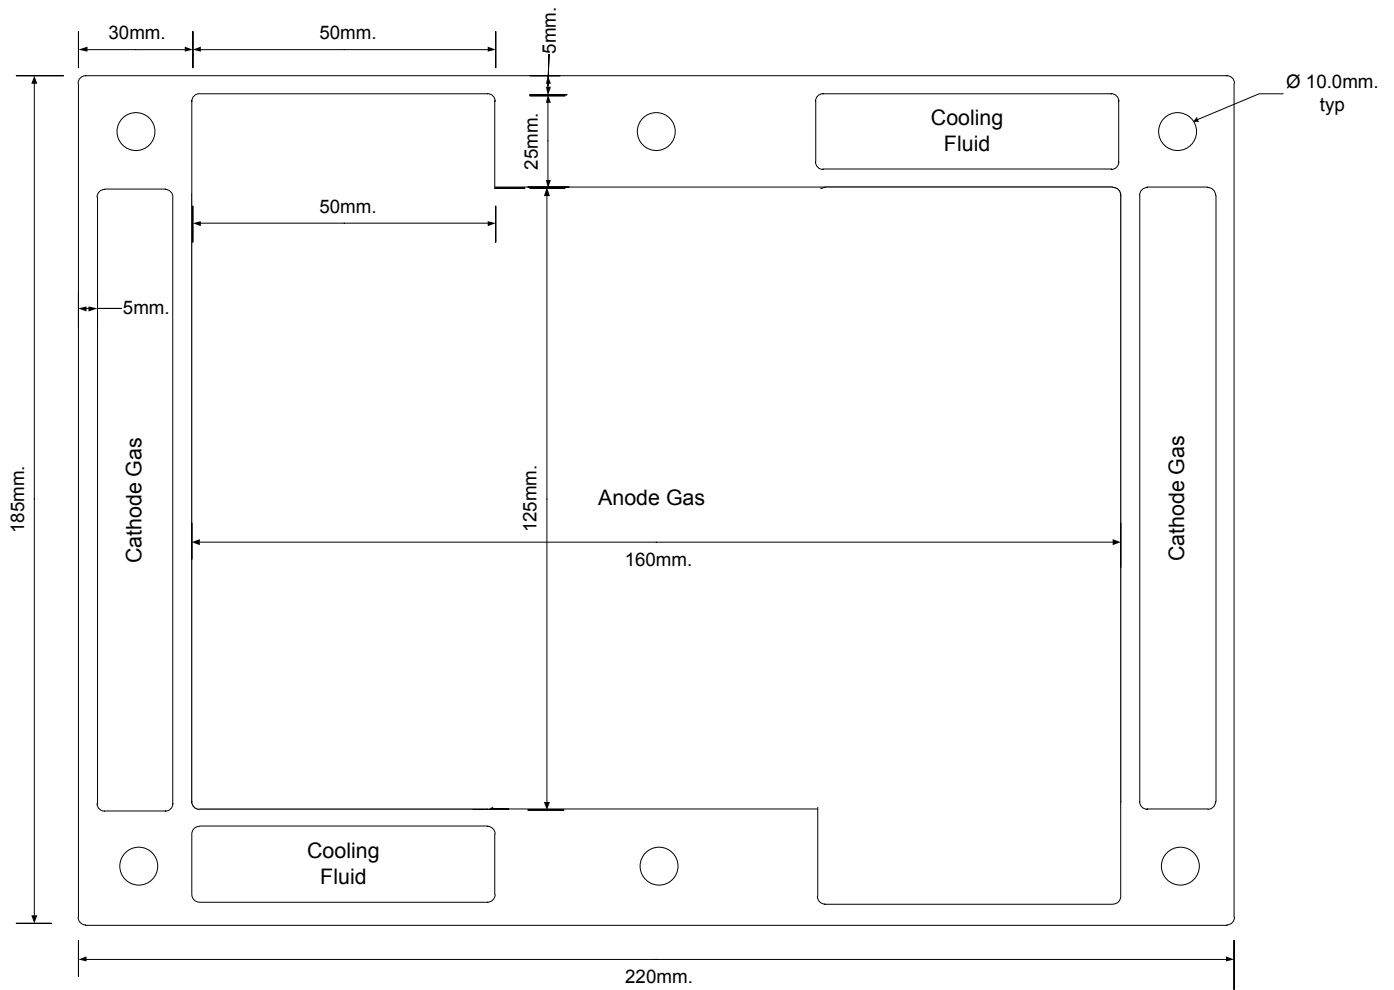 30mm.
50mm.
5mm.
Ø 10.0mm.
typ
Cooling
Fluid
25mm.
50mm.
5mm.
Cathode Gas
185mm.
125mm.
Anode Gas
160mm.
Cathode Gas
Cooling
Fluid
220mm.